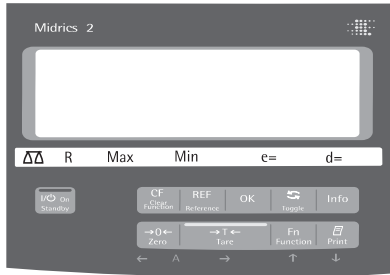 Midrics 2
R Max Min e= d=
I/⏻ On Standby
CF Clear Function
REF Reference
OK
Toggle
Info
→0← Zero
→T← Tare
Fn Function
Print
← A → ↑ ↓